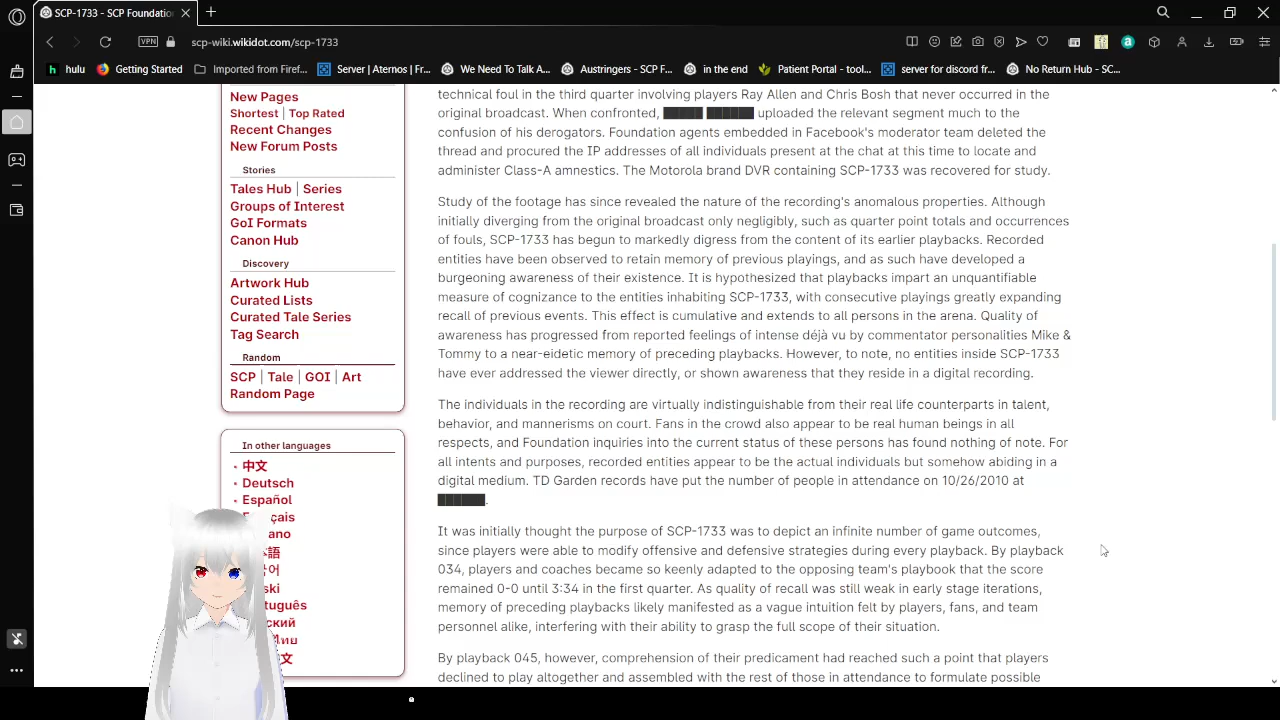 SCP-1733 - SCP Foundatio
VPN
scp-wiki.wikidot.com/scp-1733
hulu
Getting Started
Imported from Firef...
Server | Aternos | Fr...
We Need To Talk A...
Austringers - SCP F...
in the end
Patient Portal - tool...
server for discord fr...
No Return Hub - SC...
New Pages
Shortest | Top Rated
Recent Changes
New Forum Posts
Stories
Tales Hub | Series
Groups of Interest
GoI Formats
Canon Hub
Discovery
Artwork Hub
Curated Lists
Curated Tale Series
Tag Search
Random
SCP | Tale | GOI | Art
Random Page
In other languages
中文
Deutsch
Español
technical foul in the third quarter involving players Ray Allen and Chris Bosh that never occurred in the
original broadcast. When confronted, █████ ██████ uploaded the relevant segment much to the
confusion of his derogators. Foundation agents embedded in Facebook's moderator team deleted the
thread and procured the IP addresses of all individuals present at the chat at this time to locate and
administer Class-A amnestics. The Motorola brand DVR containing SCP-1733 was recovered for study.
Study of the footage has since revealed the nature of the recording's anomalous properties. Although
initially diverging from the original broadcast only negligibly, such as quarter point totals and occurrences
of fouls, SCP-1733 has begun to markedly digress from the content of its earlier playbacks. Recorded
entities have been observed to retain memory of previous playings, and as such have developed a
burgeoning awareness of their existence. It is hypothesized that playbacks impart an unquantifiable
measure of cognizance to the entities inhabiting SCP-1733, with consecutive playings greatly expanding
recall of previous events. This effect is cumulative and extends to all persons in the arena. Quality of
awareness has progressed from reported feelings of intense déjà vu by commentator personalities Mike &
Tommy to a near-eidetic memory of preceding playbacks. However, to note, no entities inside SCP-1733
have ever addressed the viewer directly, or shown awareness that they reside in a digital recording.
The individuals in the recording are virtually indistinguishable from their real life counterparts in talent,
behavior, and mannerisms on court. Fans in the crowd also appear to be real human beings in all
respects, and Foundation inquiries into the current status of these persons has found nothing of note. For
all intents and purposes, recorded entities appear to be the actual individuals but somehow abiding in a
digital medium. TD Garden records have put the number of people in attendance on 10/26/2010 at
██████.
It was initially thought the purpose of SCP-1733 was to depict an infinite number of game outcomes,
since players were able to modify offensive and defensive strategies during every playback. By playback
034, players and coaches became so keenly adapted to the opposing team's playbook that the score
remained 0-0 until 3:34 in the first quarter. As quality of recall was still weak in early stage iterations,
memory of preceding playbacks likely manifested as a vague intuition felt by players, fans, and team
personnel alike, interfering with their ability to grasp the full scope of their situation.
By playback 045, however, comprehension of their predicament had reached such a point that players
declined to play altogether and assembled with the rest of those in attendance to formulate possible